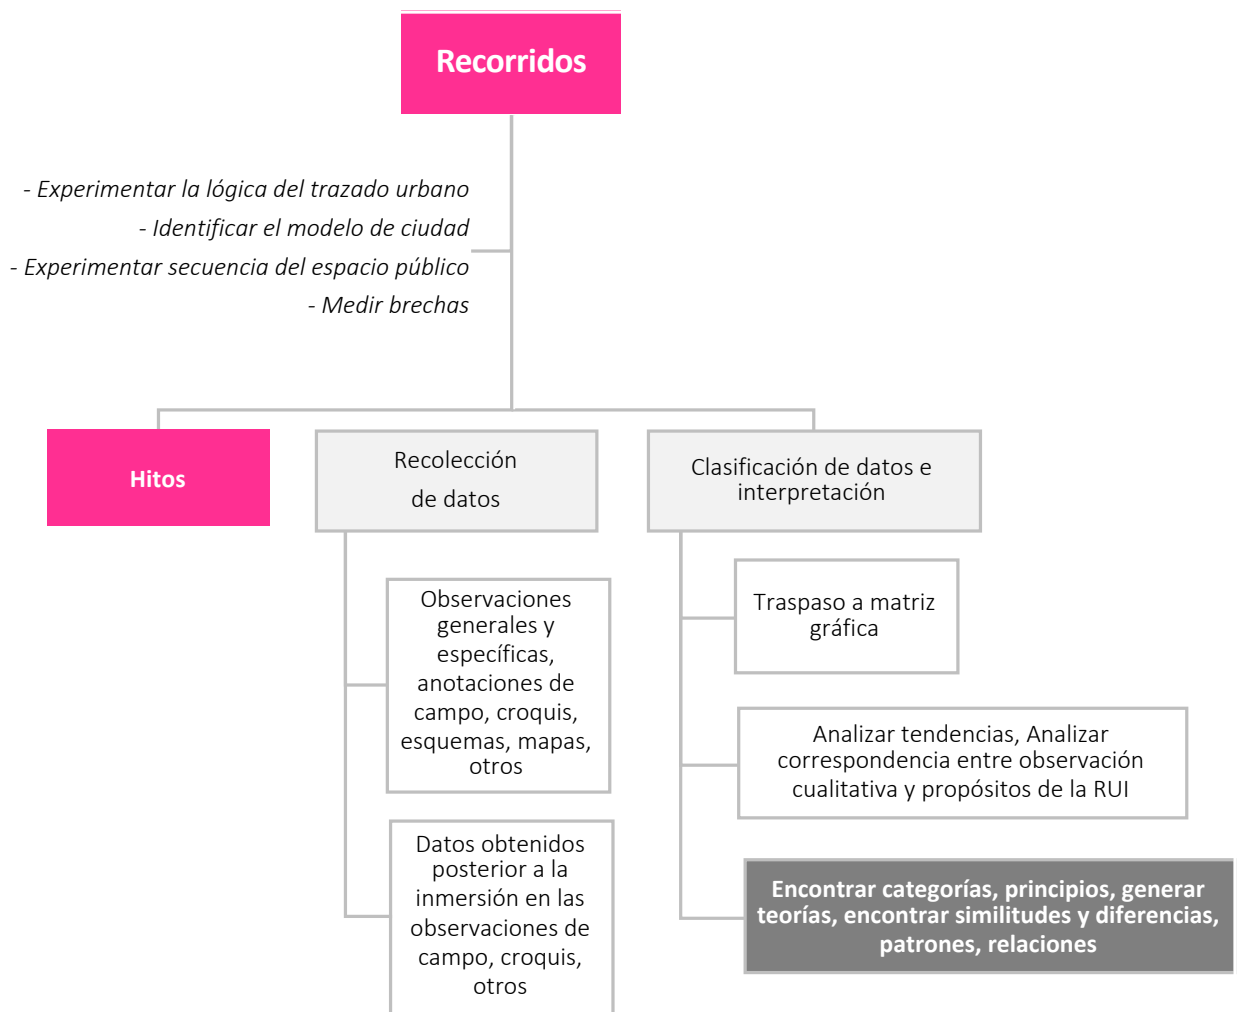 Recorridos
- Experimentar la lógica del trazado urbano
- Identificar el modelo de ciudad
- Experimentar secuencia del espacio público
- Medir brechas
Hitos
Recolección
de datos
Clasificación de datos e
interpretación
Observaciones
generales y
específicas,
anotaciones de
campo, croquis,
esquemas, mapas,
otros
Datos obtenidos
posterior a la
inmersión en las
observaciones de
campo, croquis,
otros
Traspaso a matriz
gráfica
Analizar tendencias, Analizar
correspondencia entre observación
cualitativa y propósitos de la RUI
Encontrar categorías, principios, generar
teorías, encontrar similitudes y diferencias,
patrones, relaciones